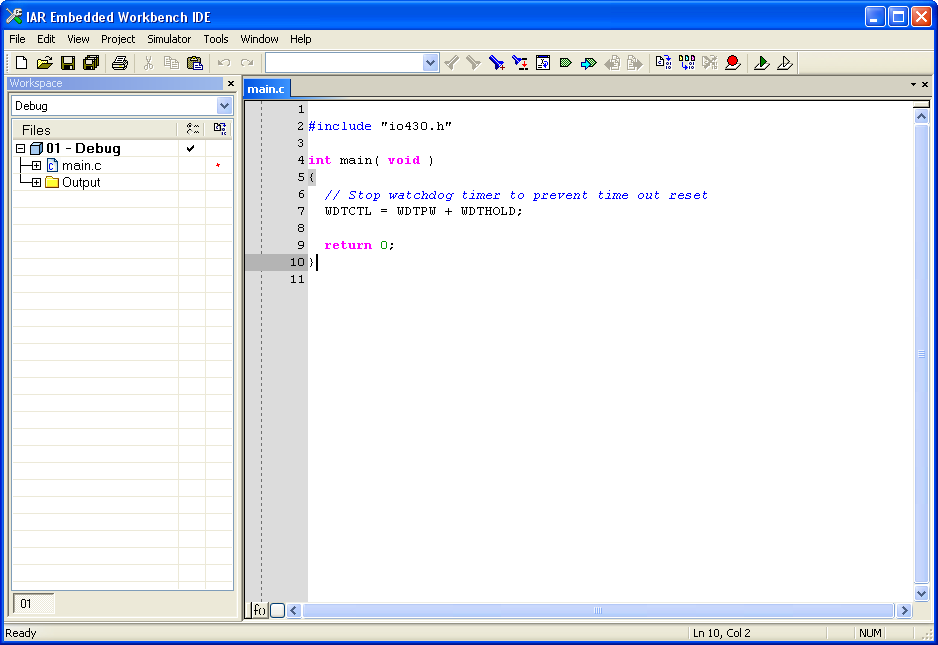 IAR Embedded Workbench IDE
File Edit View Project Simulator Tools Window Help
Workspace
Debug
Files
01 - Debug
main.c
Output
01
main.c
1
2 #include "io430.h"
3
4 int main( void )
5 {
6 // Stop watchdog timer to prevent time out reset
7 WDTCTL = WDTPW + WDTHOLD;
8
9 return 0;
10 }
11
f()
Ready
Ln 10, Col 2
NUM